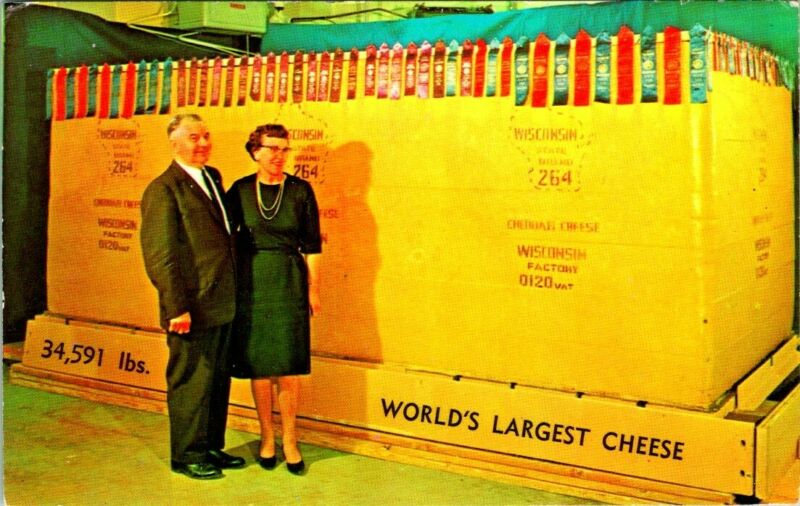 WISCONSIN
STATE
BRAND
264
CHEDDAR CHEESE
WISCONSIN
FACTORY
0120 VAT
WISCONSIN
264
WISCONSIN
STATE
BRAND
264
CHEDDAR CHEESE
WISCONSIN
FACTORY
0120 VAT
264
34,591 lbs.
WORLD'S LARGEST CHEESE